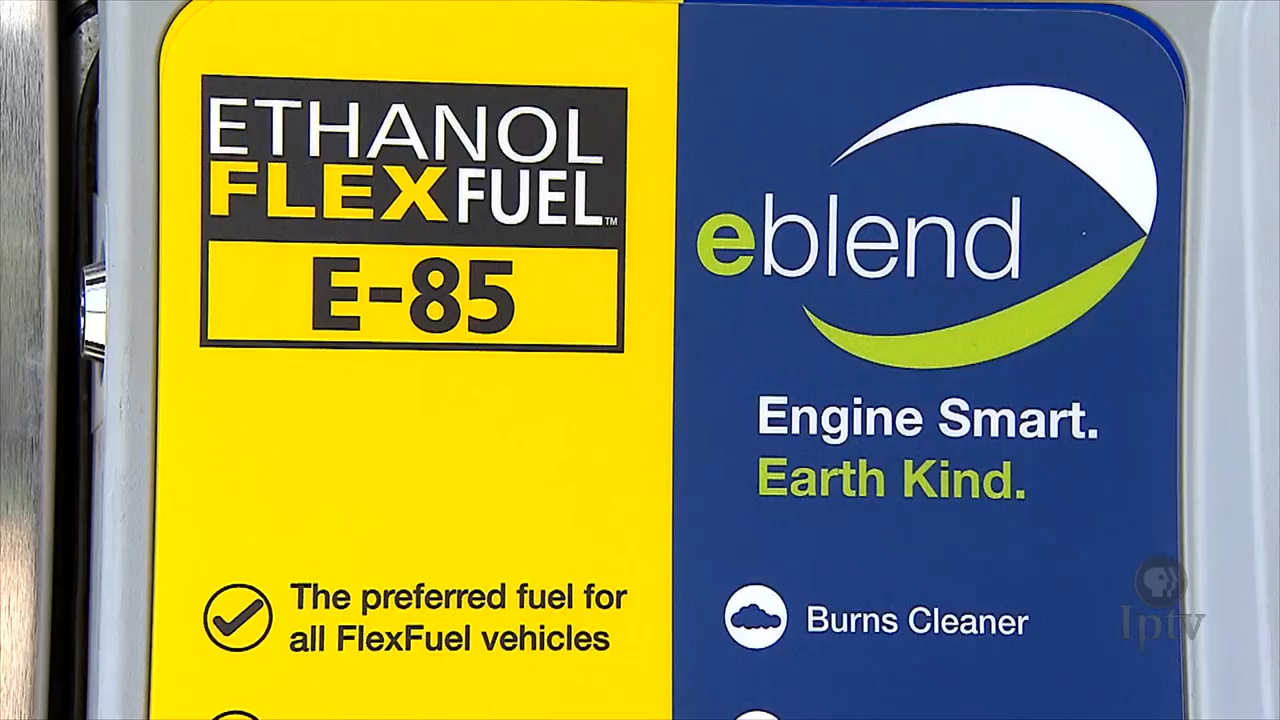 ETHANOL
FLEXFUEL™
E-85
The preferred fuel for
all FlexFuel vehicles
eblend
Engine Smart.
Earth Kind.
Burns Cleaner
Iptv